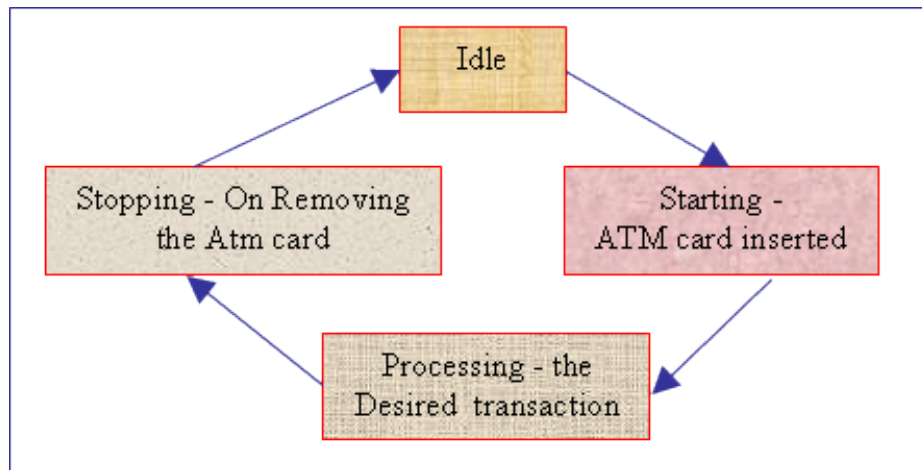 Idle
Starting -
ATM card inserted
Processing - the
Desired transaction
Stopping - On Removing
the Atm card